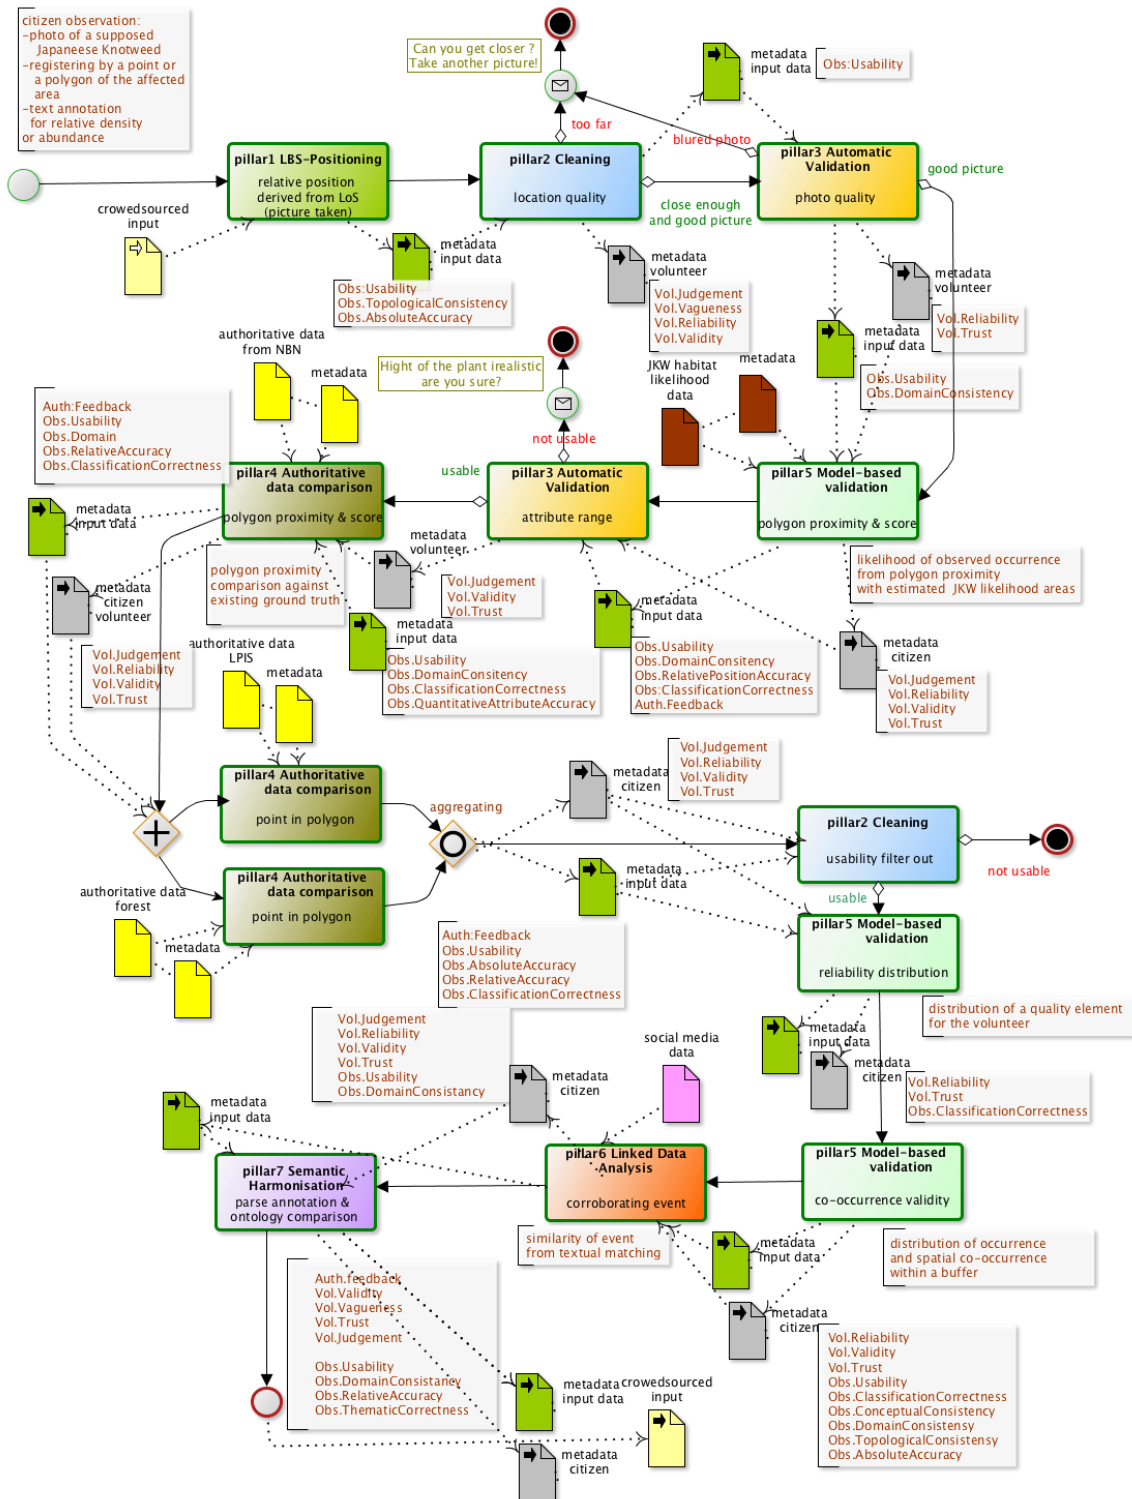 citizen observation:
-photo of a supposed
Japaneese Knotweed
-registering by a point or
a polygon of the affected
area
-text annotation
for relative density
or abundance
Can you get closer ?
Take another picture!
metadata
input data
Obs:Usability
too far
blured photo
pillar1 LBS-Positioning
relative position
derived from LoS
(picture taken)
pillar2 Cleaning
location quality
pillar3 Automatic
Validation
photo quality
good picture
close enough
and good picture
crowedsourced
input
metadata
input data
Obs:Usability
Obs.TopologicalConsistency
Obs.AbsoluteAccuracy
metadata
volunteer
Vol.Judgement
Vol.Vagueness
Vol.Reliability
Vol.Validity
metadata
volunteer
Vol.Reliability
Vol.Trust
metadata
input data
Obs.Usability
Obs.DomainConsistency
authoritative data
from NBN
metadata
Hight of the plant irealistic
are you sure?
JKW habitat
likelihood
data
metadata
Auth:Feedback
Obs.Usability
Obs.Domain
Obs.RelativeAccuracy
Obs.ClassificationCorrectness
not usable
usable
pillar4 Authoritative
data comparison
polygon proximity & score
pillar3 Automatic
Validation
attribute range
pillar5 Model-based
validation
polygon proximity & score
metadata
input data
metadata
citizen
volunteer
polygon proximity
comparison against
existing ground truth
metadata
volunteer
Vol.Judgement
Vol.Validity
Vol.Trust
likelihood of observed occurrence
from polygon proximity
with estimated JKW likelihood areas
metadata
input data
Obs.Usability
Obs.DomainConsitency
Obs.ClassificationCorrectness
Obs.QuantitativeAttributeAccuracy
metadata
input data
Obs.Usability
Obs.DomainConsitency
Obs.RelativePositionAccuracy
Obs:ClassificationCorrectness
Auth.Feedback
metadata
citizen
Vol.Judgement
Vol.Reliability
Vol.Validity
Vol.Trust
Vol.Judgement
Vol.Reliability
Vol.Validity
Vol.Trust
authoritative data
LPIS
metadata
pillar4 Authoritative
data comparison
point in polygon
aggregating
metadata
citizen
Vol.Judgement
Vol.Reliability
Vol.Validity
Vol.Trust
pillar2 Cleaning
usability filter out
not usable
usable
pillar4 Authoritative
data comparison
point in polygon
authoritative data
forest
metadata
metadata
input data
Auth:Feedback
Obs.Usability
Obs.AbsoluteAccuracy
Obs.RelativeAccuracy
Obs.ClassificationCorrectness
pillar5 Model-based
validation
reliability distribution
distribution of a quality element
for the volunteer
metadata
input data
metadata
citizen
Vol.Reliability
Vol.Trust
Obs.ClassificationCorrectness
Vol.Judgement
Vol.Reliability
Vol.Validity
Vol.Trust
Obs.Usability
Obs.DomainConsistancy
metadata
citizen
social media
data
metadata
input data
pillar7 Semantic
Harmonisation
parse annotation &
ontology comparison
pillar6 Linked Data
Analysis
corroborating event
pillar5 Model-based
validation
co-occurrence validity
similarity of event
from textual matching
metadata
input data
distribution of occurrence
and spatial co-occurrence
within a buffer
metadata
citizen
Vol.Reliability
Vol.Validity
Vol.Trust
Obs.Usability
Obs.ClassificationCorrectness
Obs.ConceptualConsistency
Obs.DomainConsistensy
Obs.TopologicalConsistensy
Obs.AbsoluteAccuracy
Auth.feedback
Vol.Validity
Vol.Vagueness
Vol.Trust
Vol.Judgement
Obs.Usability
Obs.DomainConsistancy
Obs.RelativeAccuracy
Obs.ThematicCorrectness
metadata
input data
crowedsourced
input
metadata
citizen